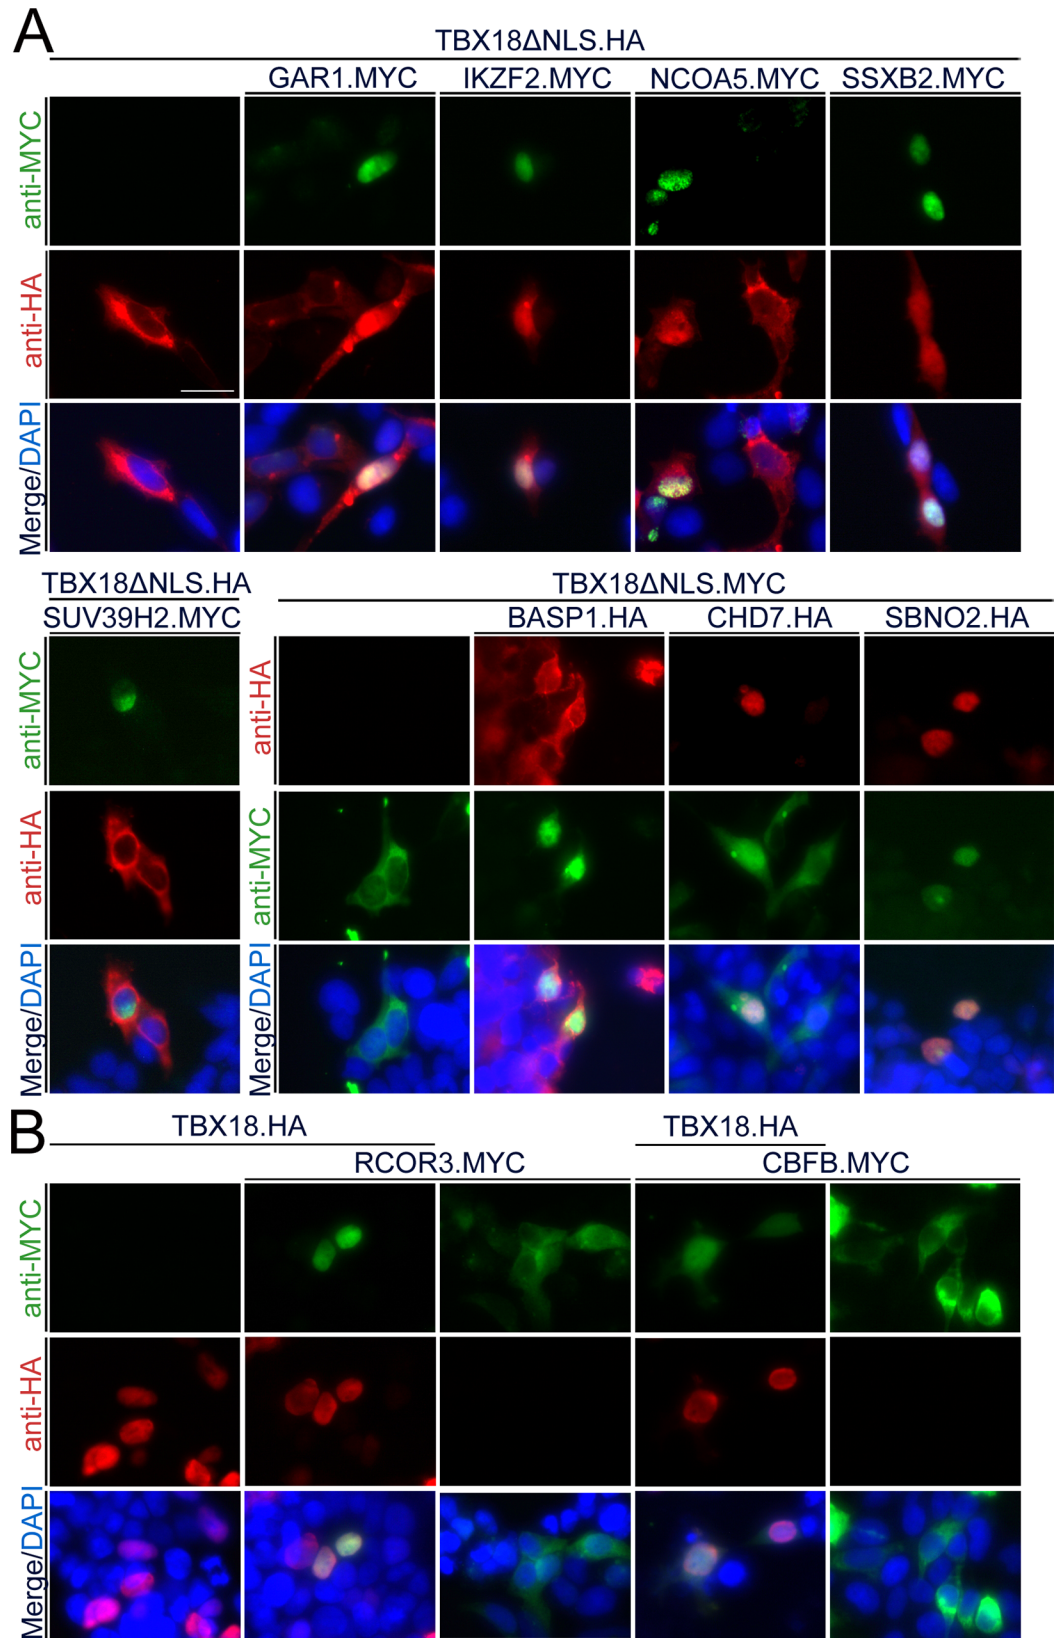 A
TBX18ΔNLS.HA
GAR1.MYC IKZF2.MYC NCOA5.MYC SSXB2.MYC
anti-MYC
anti-HA
Merge/DAPI
TBX18ΔNLS.HA TBX18ΔNLS.MYC
SUV39H2.MYC BASP1.HA CHD7.HA SBNO2.HA
anti-MYC anti-HA
anti-HA anti-MYC
Merge/DAPI Merge/DAPI
B
TBX18.HA TBX18.HA
RCOR3.MYC CBFB.MYC
anti-MYC
anti-HA
Merge/DAPI